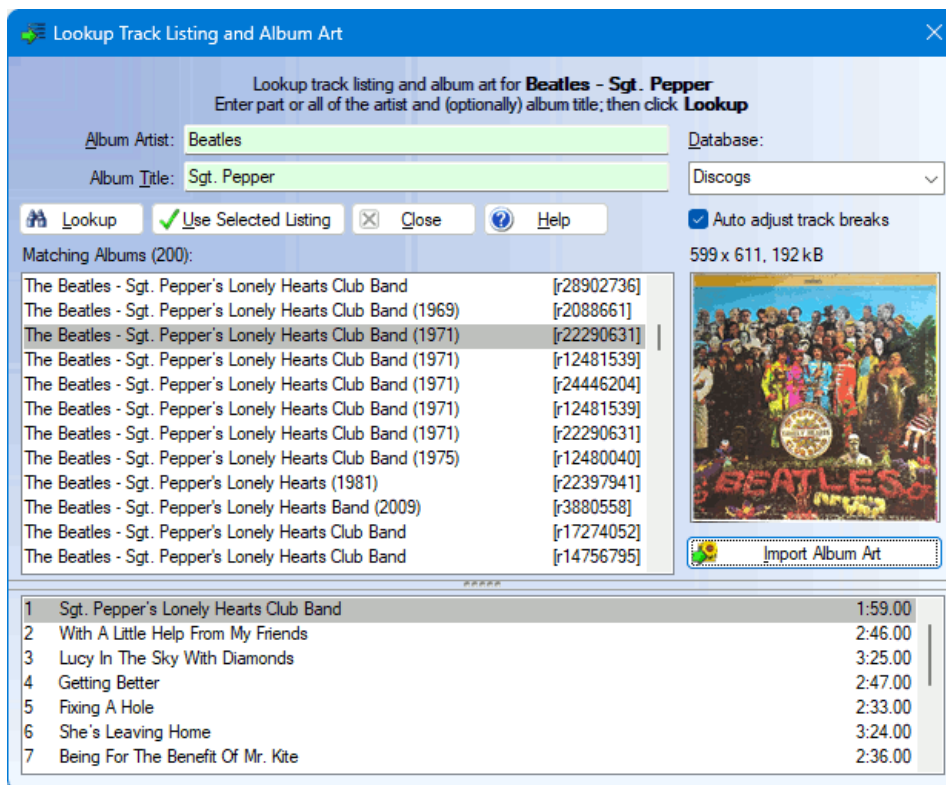 Lookup Track Listing and Album Art
Lookup track listing and album art for Beatles - Sgt. Pepper
Enter part or all of the artist and (optionally) album title; then click Lookup
Album Artist: Beatles
Database:
Album Title: Sgt. Pepper
Discogs
Lookup Use Selected Listing Close Help
Auto adjust track breaks
Matching Albums (200):
599 x 611, 192 kB
The Beatles - Sgt. Pepper's Lonely Hearts Club Band [r28902736]
The Beatles - Sgt. Pepper's Lonely Hearts Club Band (1969) [r2088661]
The Beatles - Sgt. Pepper's Lonely Hearts Club Band (1971) [r22290631]
The Beatles - Sgt. Pepper's Lonely Hearts Club Band (1971) [r12481539]
The Beatles - Sgt. Pepper's Lonely Hearts Club Band (1971) [r24446204]
The Beatles - Sgt. Pepper's Lonely Hearts Club Band (1971) [r12481539]
The Beatles - Sgt. Pepper's Lonely Hearts Club Band (1971) [r22290631]
The Beatles - Sgt. Pepper's Lonely Hearts Club Band (1975) [r12480040]
The Beatles - Sgt. Pepper's Lonely Hearts (1981) [r22397941]
The Beatles - Sgt. Pepper's Lonely Hearts Band (2009) [r3880558]
The Beatles - Sgt. Pepper's Lonely Hearts Club Band [r17274052]
The Beatles - Sgt. Pepper's Lonely Hearts Club Band [r14756795]
LONELY HEARTS
BEATLES
Import Album Art
1 Sgt. Pepper's Lonely Hearts Club Band 1:59.00
2 With A Little Help From My Friends 2:46.00
3 Lucy In The Sky With Diamonds 3:25.00
4 Getting Better 2:47.00
5 Fixing A Hole 2:33.00
6 She's Leaving Home 3:24.00
7 Being For The Benefit Of Mr. Kite 2:36.00